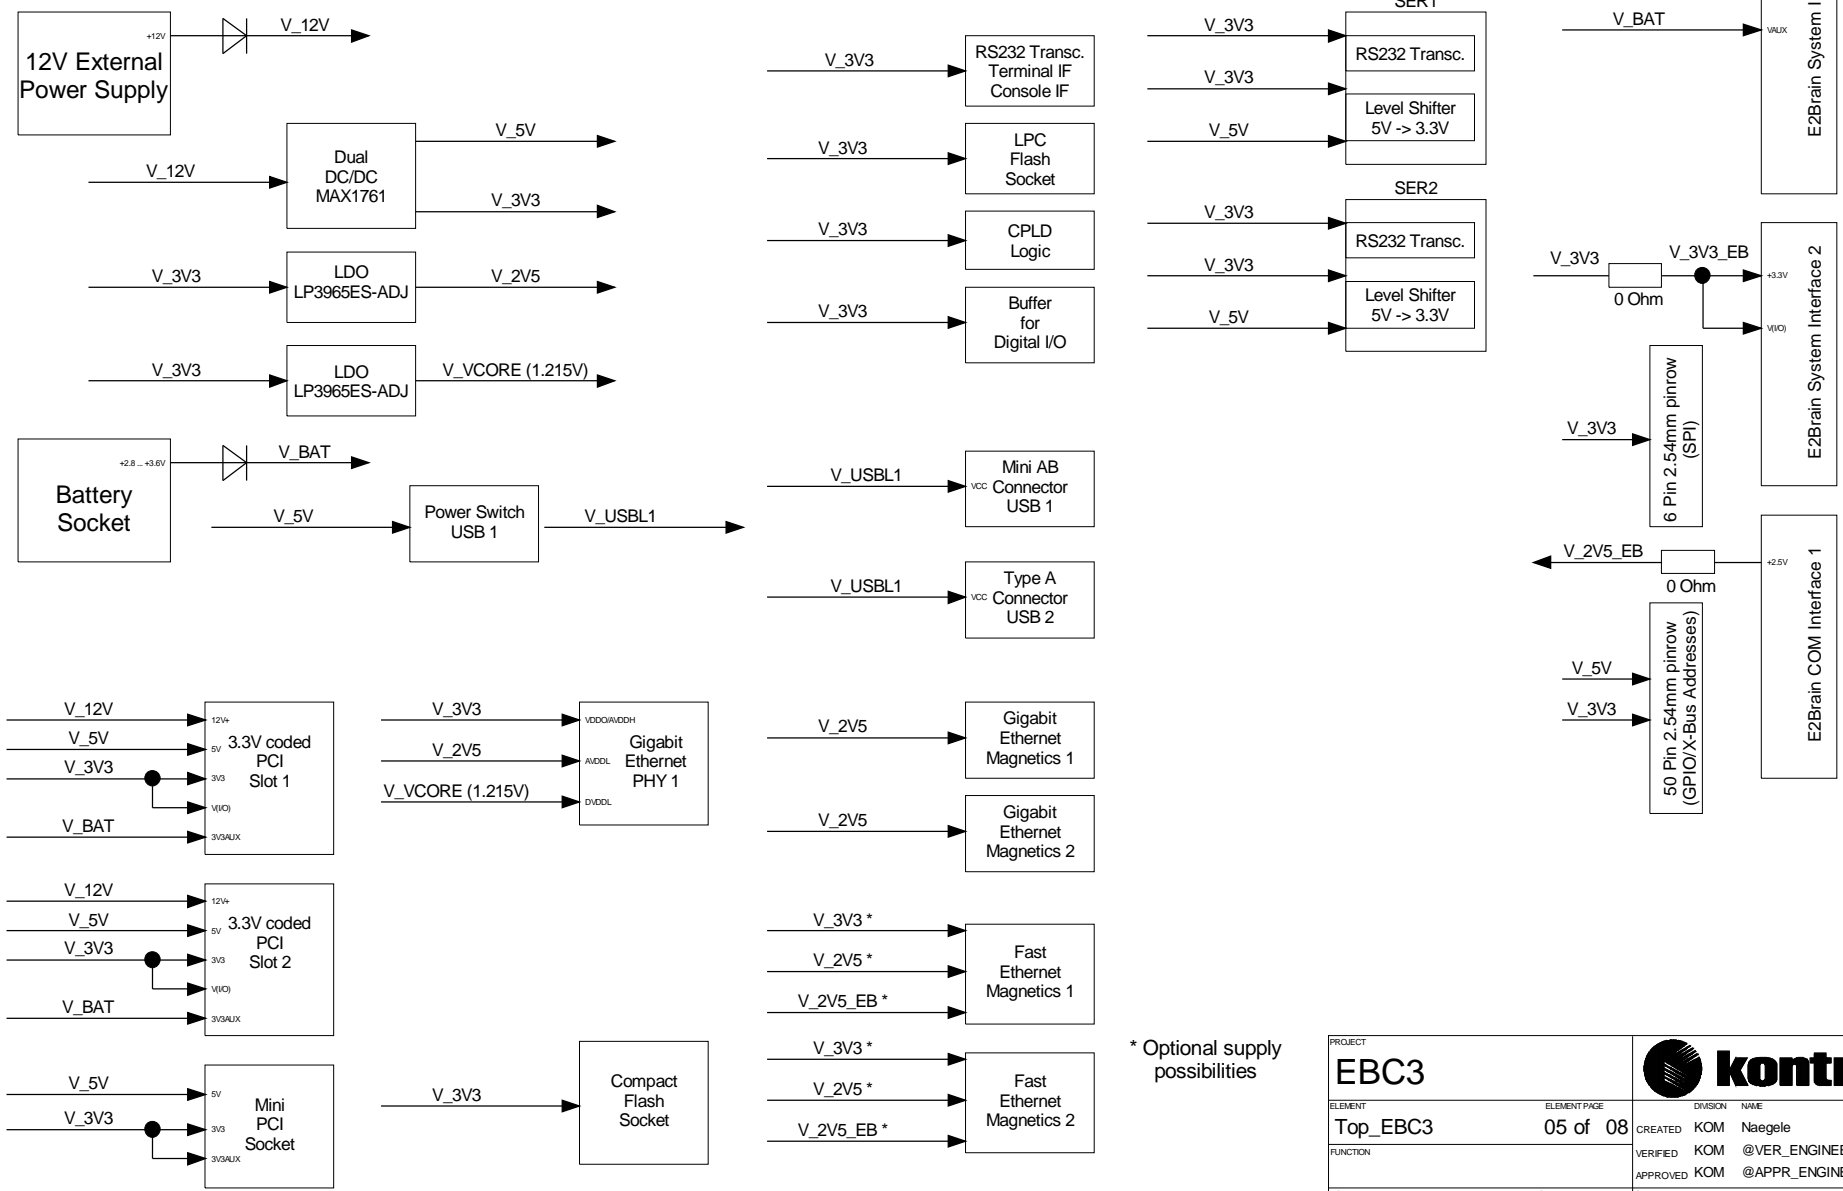 +12V
V_12V
12V External
Power Supply
V_12V
Dual
DC/DC
MAX1761
V_5V
V_3V3
V_3V3
LDO
LP3965ES-ADJ
V_2V5
V_3V3
LDO
LP3965ES-ADJ
V_VCORE (1.215V)
+2.8 ... +3.6V
V_BAT
Battery
Socket
V_5V
Power Switch
USB 1
V_USBL1
V_12V
V_5V
V_3V3
V_BAT
12V+
5V
3V3
V(I/O)
3V3AUX
3.3V coded
PCI
Slot 1
V_12V
V_5V
V_3V3
V_BAT
12V+
5V
3V3
V(I/O)
3V3AUX
3.3V coded
PCI
Slot 2
V_5V
V_3V3
5V
3V3
3V3AUX
Mini
PCI
Socket
V_3V3
V_2V5
V_VCORE (1.215V)
VDDO/AVDDH
AVDDL
DVDDL
Gigabit
Ethernet
PHY 1
V_3V3
Compact
Flash
Socket
V_3V3
RS232 Transc.
Terminal IF
Console IF
V_3V3
LPC
Flash
Socket
V_3V3
CPLD
Logic
V_3V3
Buffer
for
Digital I/O
V_USBL1
VCC
Mini AB
Connector
USB 1
V_USBL1
VCC
Type A
Connector
USB 2
V_2V5
Gigabit
Ethernet
Magnetics 1
V_2V5
Gigabit
Ethernet
Magnetics 2
V_3V3 *
V_2V5 *
V_2V5_EB *
Fast
Ethernet
Magnetics 1
V_3V3 *
V_2V5 *
V_2V5_EB *
Fast
Ethernet
Magnetics 2
* Optional supply
possibilities
SER1
V_3V3
V_3V3
V_5V
RS232 Transc.
Level Shifter
5V -> 3.3V
SER2
V_3V3
V_3V3
V_5V
RS232 Transc.
Level Shifter
5V -> 3.3V
V_BAT
VAUX
E2Brain System I
V_3V3
0 Ohm
V_3V3_EB
+3.3V
V(I/O)
E2Brain System Interface 2
V_3V3
6 Pin 2.54mm pinrow
(SPI)
V_2V5_EB
0 Ohm
+2.5V
E2Brain COM Interface 1
V_5V
V_3V3
50 Pin 2.54mm pinrow
(GPIO/X-Bus Addresses)
PROJECT
EBC3
kont
ELEMENT
Top_EBC3
ELEMENT PAGE
05 of 08
FUNCTION
DIVISION NAME
CREATED KOM Naegele
VERIFIED KOM @VER_ENGINE
APPROVED KOM @APPR_ENGIN